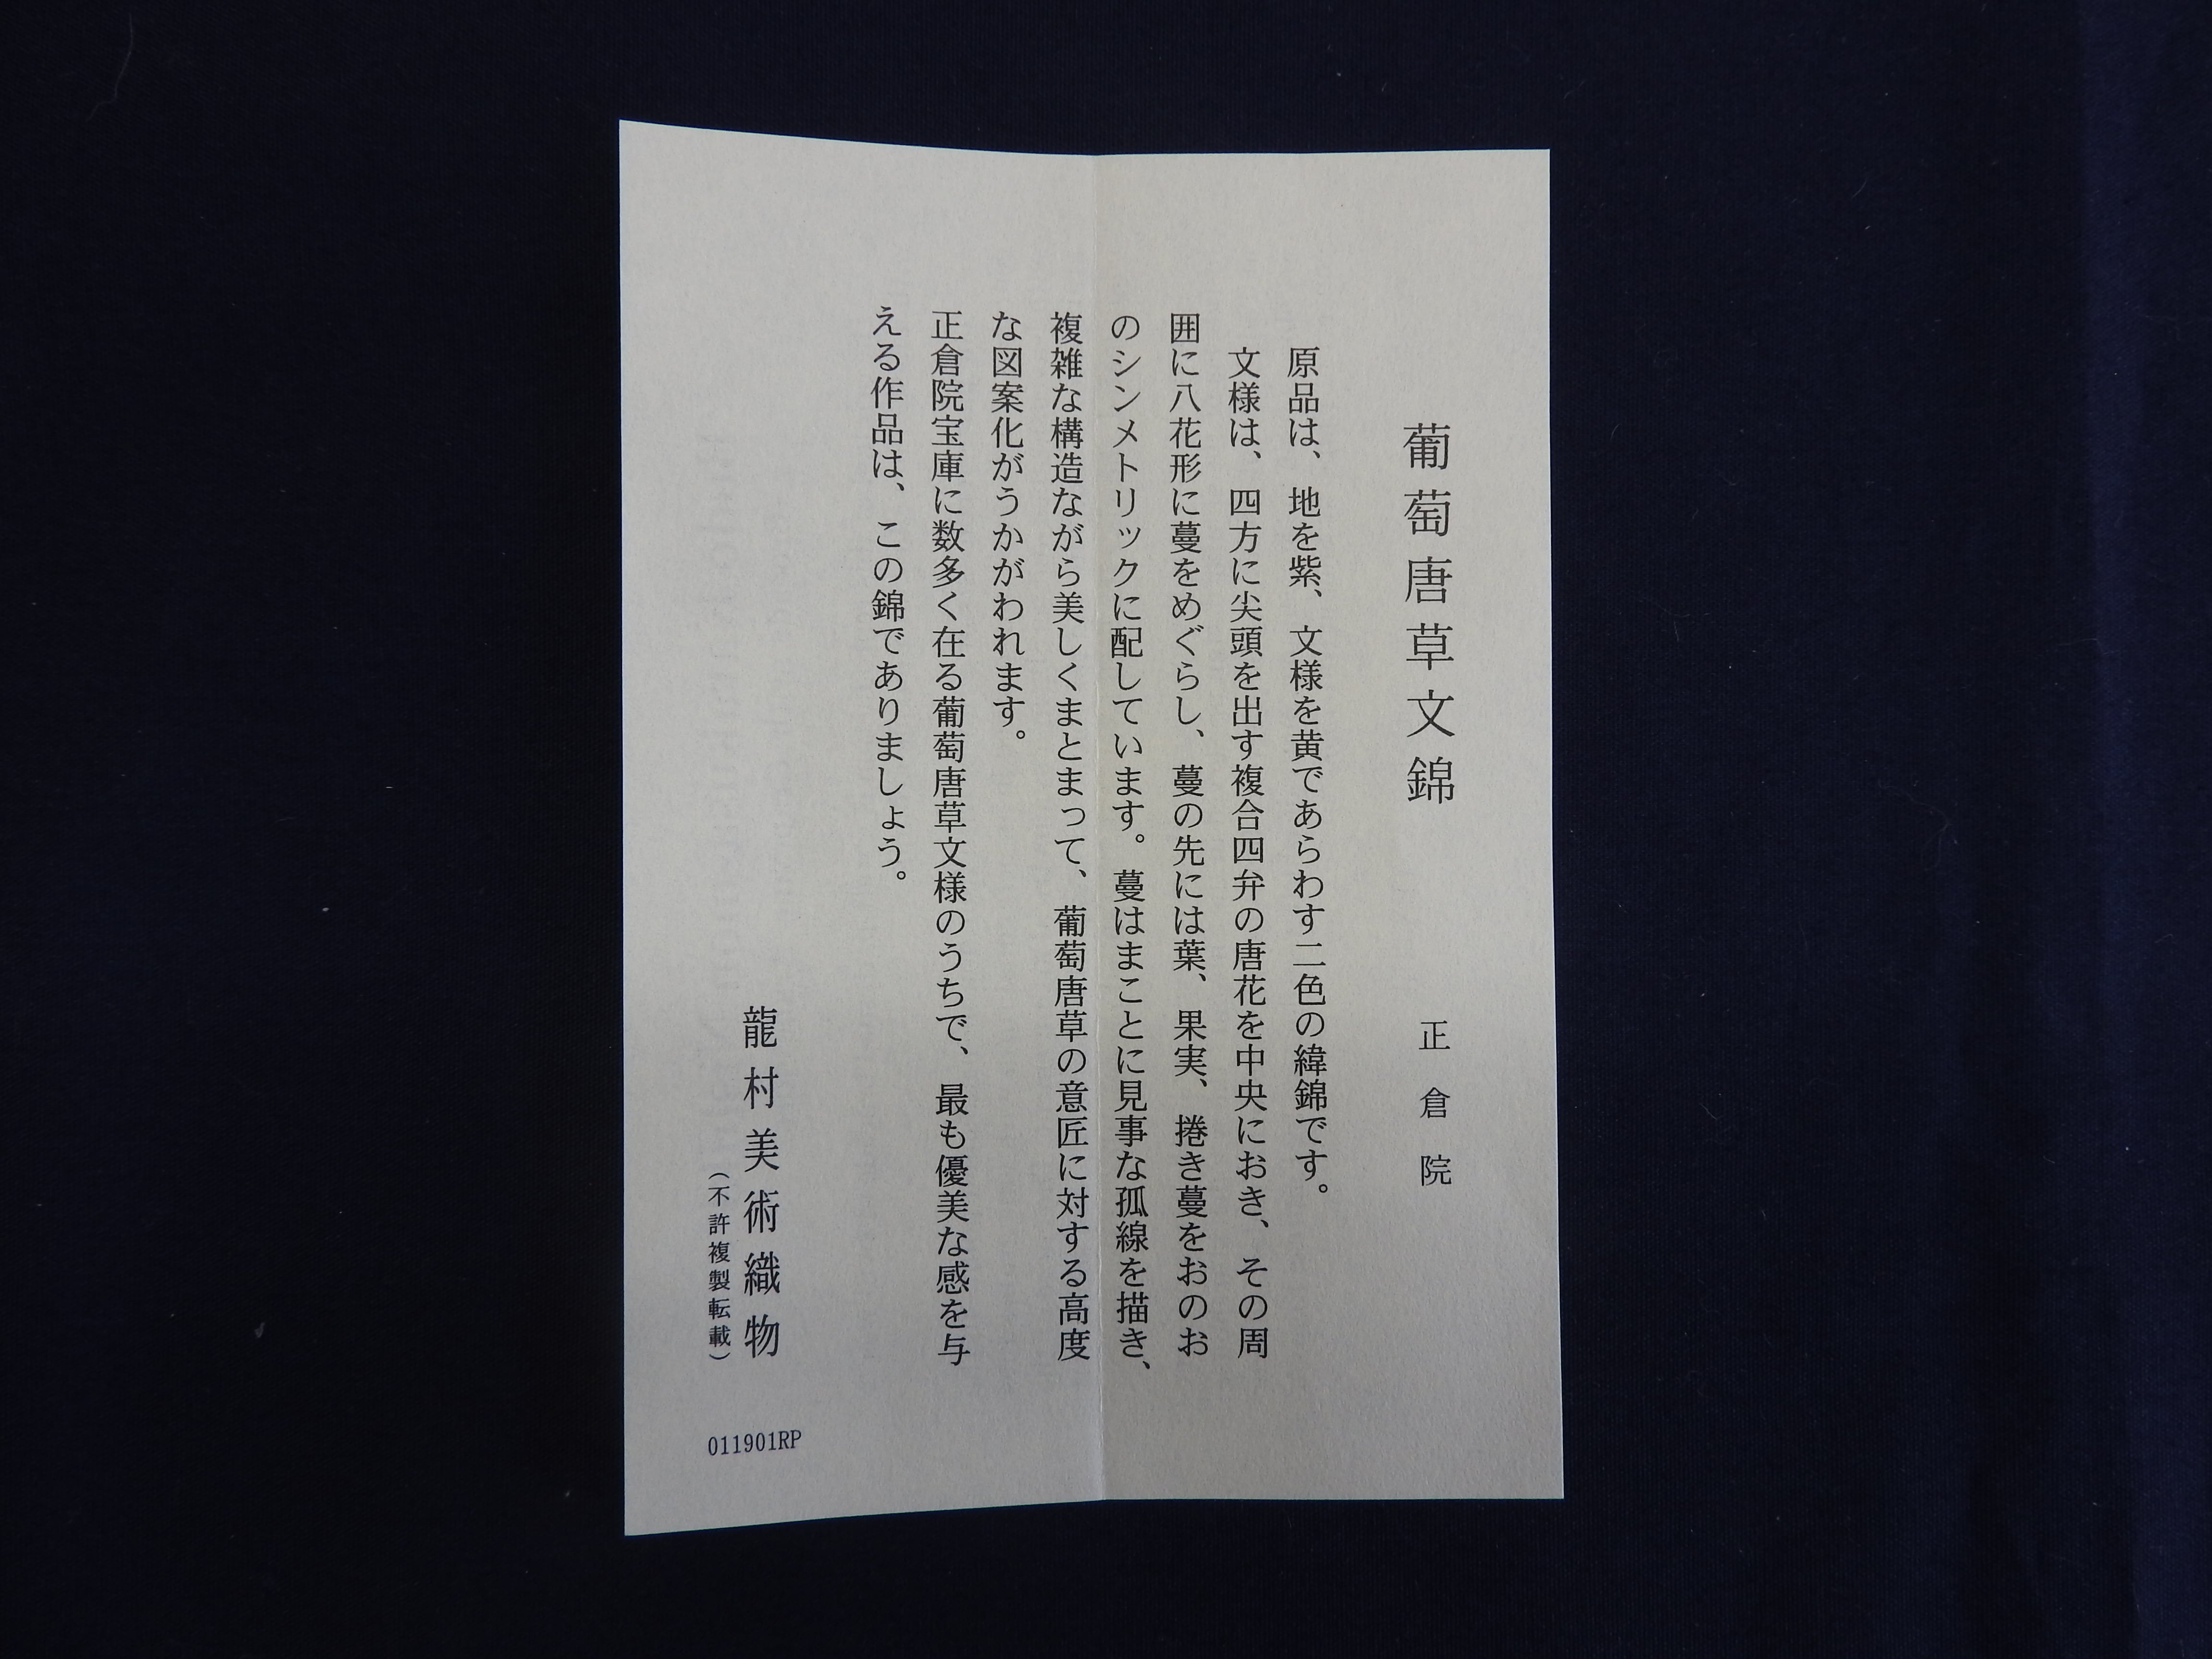 葡萄唐草文錦
正倉院
原品は、地を紫、文様を黄であらわす二色の緯錦です。
文様は、四方に尖頭を出す複合四弁の唐花を中央におき、その周
囲に八花形に蔓をめぐらし、蔓の先には葉、果実、捲き蔓をおのお
のシンメトリックに配しています。蔓はまことに見事な孤線を描き、
複雑な構造ながら美しくまとまって、葡萄唐草の意匠に対する高度
な図案化がうかがわれます。
正倉院宝庫に数多く在る葡萄唐草文様のうちで、最も優美な感を与
える作品は、この錦でありましょう。
龍村美術織物
（不許複製転載）
011901RP